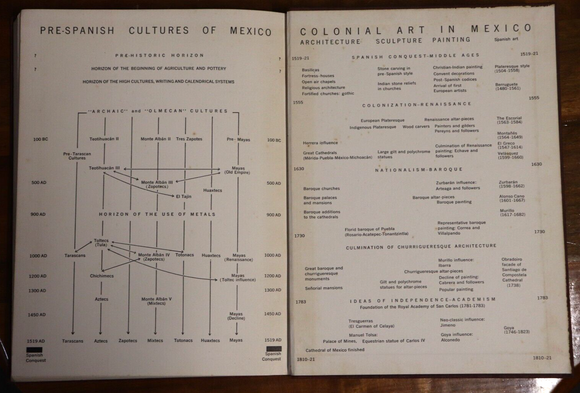 PRE-SPANISH CULTURES OF MEXICO
? PRE-HISTORIC HORIZON ?
? HORIZON OF THE BEGINNING OF AGRICULTURE AND POTTERY ?
HORIZON OF THE HIGH CULTURES, WRITING AND CALENDRICAL SYSTEMS
"ARCHAIC" and "OLMECAN" CULTURES
100 BC Teotihuacán II Monte Albán II Tres Zapotes Pre-Mayas 100 BC
Pre-Tarascan
Cultures
Teotihuacán III Mayas
(Old Empire)
500 AD Monte Albán III 500 AD
(Zapotecs) Huasteca
El Tajín
900 AD 900 AD
HORIZON OF THE USE OF METALS
Toltecs
(Tula)
1000 AD Tarascans Monte Albán IV Totonacs Mayas 1000 AD
(Zapotecs) Huasteca (Renaissance)
1200 AD Chichimecs Mayas 1200 AD
(Toltec influence)
1300 AD Aztecs Monte Albán V 1300 AD
(Mixtecs)
1450 AD Mayas 1450 AD
(Decline)
1519 AD Tarascans Aztecs Zapotecs Mixtecs Totonacs Huastecs Mayas 1519 AD
Spanish
Conquest
Spanish
Conquest
COLONIAL ART IN MEXICO
ARCHITECTURE SCULPTURE PAINTING Spanish art
1519-21 SPANISH CONQUEST-MIDDLE AGES 1519-21
Basilicas
Fortress-houses
Open air chapels
Religious architecture
Fortified churches: gothic
Stone carving in
pre-Spanish style
Indian stone reliefs
in churches
Christian-Indian painting
Convent decorations
Post-Spanish codices
Arrival of first
European artists
Plateresque style
(1504-1539)
Berruguete
(1480-1561)
1555 COLONIZATION-RENAISSANCE 1555
European Plateresque
Indigenous Plateresque
Herrera influence
Great Cathedrals
(Mérida Puebla México Michoacán)
Wood carvers
Large gilt and polychrome
statues
Renaissance altar-pieces
Painters and gilders
Pereyns and followers
Culmination of Renaissance
painting: Echave and
followers
The Escorial
(1563-1584)
Montañés
(1564-1649)
El Greco
(1547-1614)
Velázquez
(1599-1660)
1630 NATIONALISM-BAROQUE 1630
Baroque churches
Baroque palaces
and mansions
Baroque additions
to the cathedrals
Floral baroque of Puebla
Baroque altar-pieces
Zurbarán influence:
Arteaga and followers
Baroque painting
Representative baroque
painting: Correa and
Villalpando.
Zurbarán
(1598-1662)
Alonso Cano
(1601-1667)
Murillo
(1617-1682)
1730 CULMINATION OF CHURRIGUERESQUE ARCHITECTURE 1730
Great baroque and
churrigueresque
monuments
Señorial mansions
Churrigueresque altar-pieces
Gilt and polychrome
statues for altar-pieces
Murillo influence:
Ibarra
Decline of painting:
Cabrera and followers
Popular painting
Obradoiro
facade of
Santiago de
Compostela
Cathedral
(1738)
1783 IDEAS OF INDEPENDENCE-ACADEMISM 1783
Foundation of the Royal Academy of San Carlos (1781-1783)
Tresguerras
(El Carmen of Celaya)
Manuel Tolsá:
Palace of Mines. Equestrian statue of Carlos IV
Cathedral of Mexico finished
Neo-classic influence:
Jimeno
Goya influence:
Alconedo
Goya
(1746-1823)
1810-21 1810-21